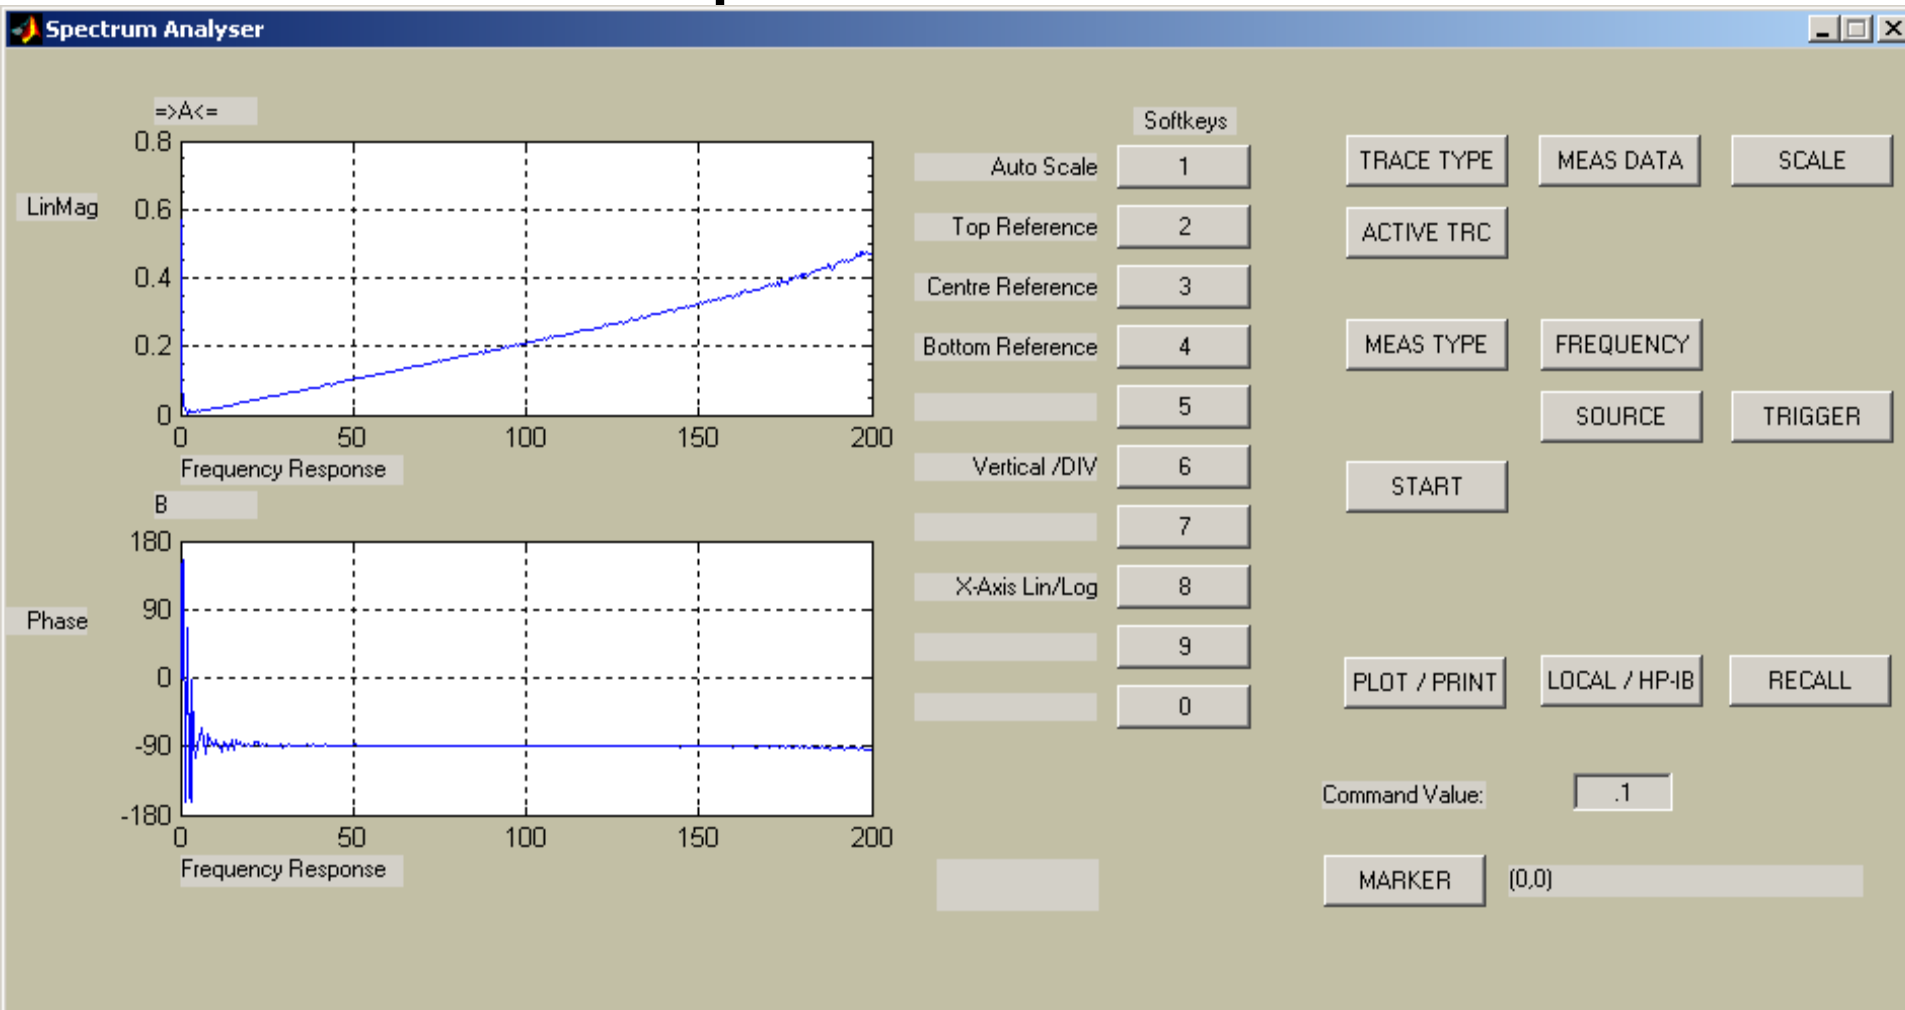 Spectrum Analyser
=>A<=
LinMag
0.8
0.6
0.4
0.2
0
0 50 100 150 200
Frequency Response
B
Phase
180
90
0
-90
-180
0 50 100 150 200
Frequency Response
Softkeys
Auto Scale 1
Top Reference 2
Centre Reference 3
Bottom Reference 4
5
Vertical /DIV 6
7
X-Axis Lin/Log 8
9
0
TRACE TYPE MEAS DATA SCALE
ACTIVE TRC
MEAS TYPE FREQUENCY
SOURCE TRIGGER
START
PLOT / PRINT LOCAL / HP-IB RECALL
Command Value: .1
MARKER (0,0)